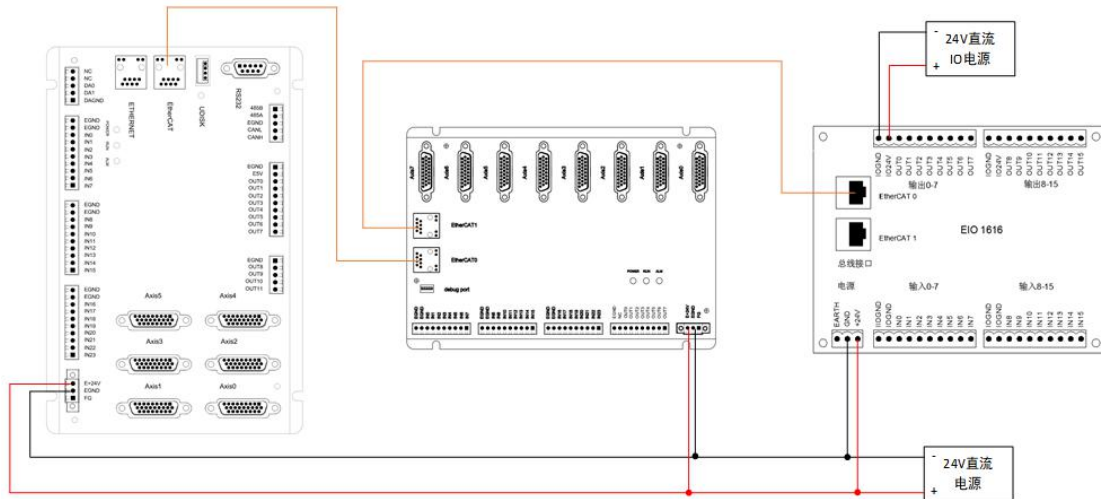 NC
NC
DA0
DA1
DAGND
EGND
EGND
IN0
IN1
IN2
IN3
IN4
IN5
IN6
IN7
EGND
EGND
IN8
IN9
IN10
IN11
IN12
IN13
IN14
IN15
EGND
EGND
IN16
IN17
IN18
IN19
IN20
IN21
IN22
IN23
E+24V
EGND
FG
POWER
RUN
ALM
ETHERNET
EtherCAT
UDISK
RS232
485B
485A
EGND
CANL
CANH
EGND
E5V
OUT0
OUT1
OUT2
OUT3
OUT4
OUT5
OUT6
OUT7
EGND
OUT8
OUT9
OUT10
OUT11
Axis5
Axis4
Axis3
Axis2
Axis1
Axis0
Axis7
Axis6
Axis5
Axis4
Axis3
Axis2
Axis1
Axis0
EtherCAT1
EtherCAT0
debug port
POWER
RUN
ALM
24V直流
IO电源
-
+
IOGND
IO24V
OUT0
OUT1
OUT2
OUT3
OUT4
OUT5
OUT6
OUT7
IOGND
IO24V
OUT8
OUT9
OUT10
OUT11
OUT12
OUT13
OUT14
OUT15
输出0-7
输出8-15
EtherCAT 0
EtherCAT 1
EIO 1616
总线接口
电源
输入0-7
输入8-15
EARTH
GND
+24V
IOGND
IOGND
IN0
IN1
IN2
IN3
IN4
IN5
IN6
IN7
IOGND
IOGND
IN8
IN9
IN10
IN11
IN12
IN13
IN14
IN15
-
24V直流
电源
+